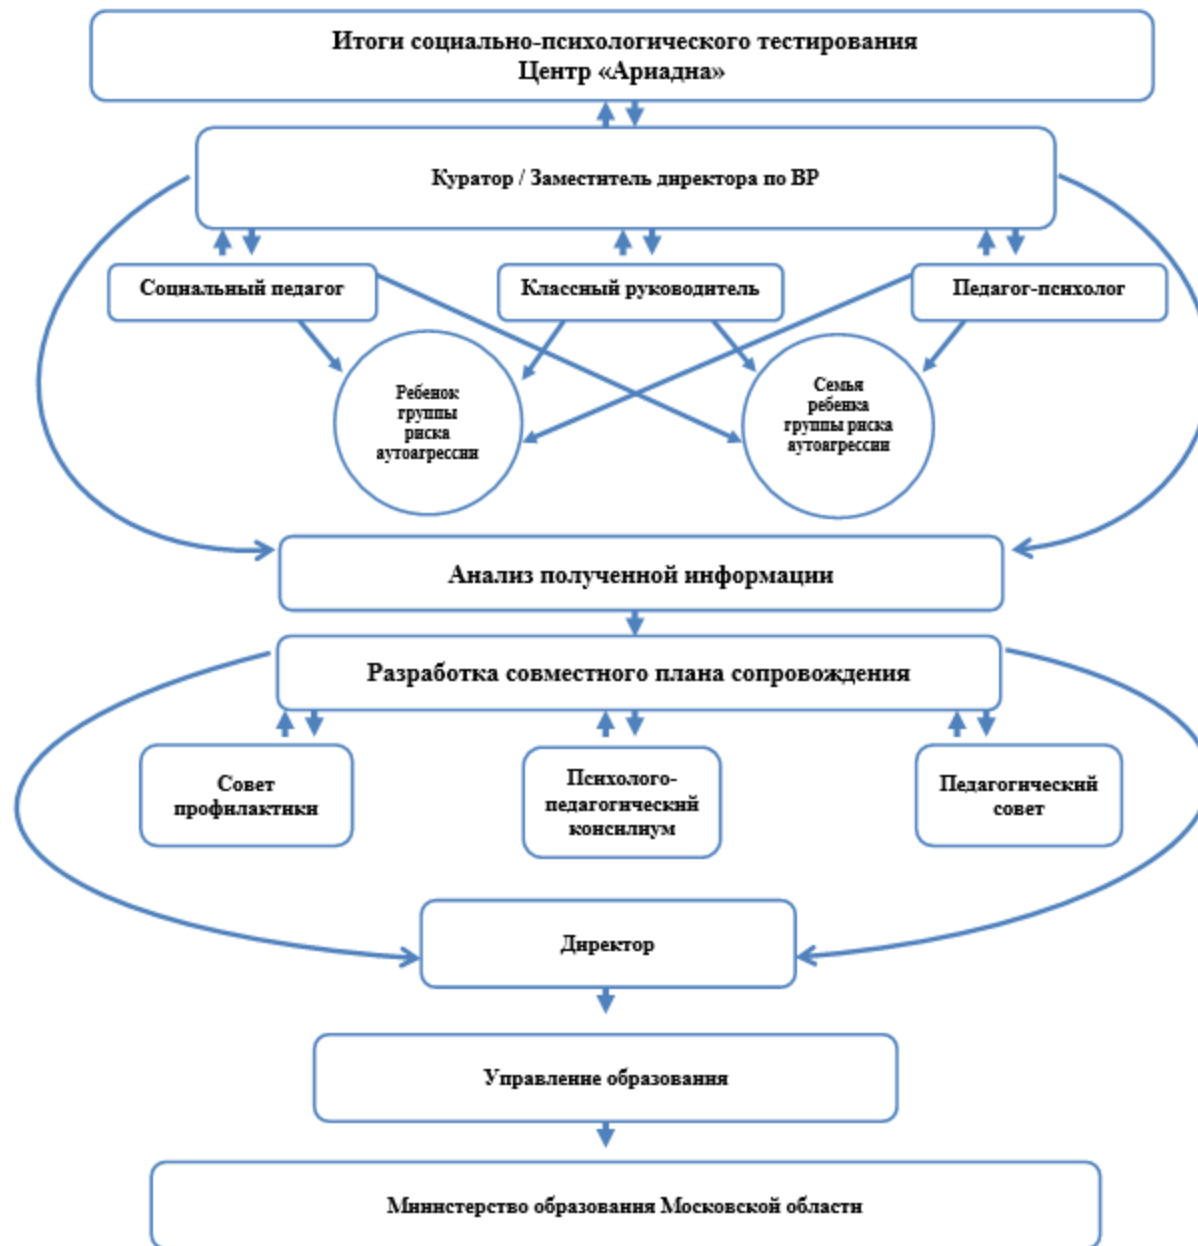 Итоги социально-психологического тестирования
Центр «Ариадна»
Куратор / Заместитель директора по ВР
Социальный педагог
Классный руководитель
Педагог-психолог
Ребенок
группы
риска
аутоагрессии
Семья
ребенка
группы риска
аутоагрессии
Анализ полученной информации
Разработка совместного плана сопровождения
Совет
профилактики
Психолого-
педагогический
консилиум
Педагогический
совет
Директор
Управление образования
Министерство образования Московской области